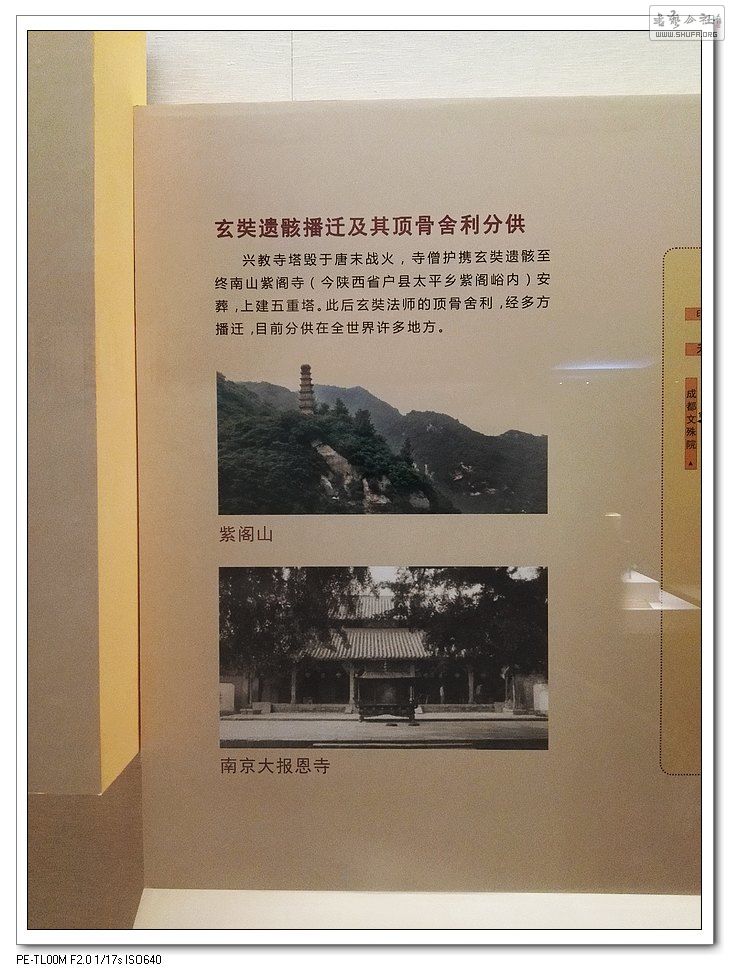 WWW.SHUFA.ORG
玄奘遗骸播迁及其顶骨舍利分供
兴教寺塔毁于唐末战火，寺僧护携玄奘遗骸至
终南山紫阁寺（今陕西省户县太平乡紫阁峪内）安
葬，上建五重塔。此后玄奘法师的顶骨舍利，经多方
播迁，目前分供在全世界许多地方。
紫阁山
南京大报恩寺
成都文殊院
PE-TL00M F2.0 1/17s ISO640